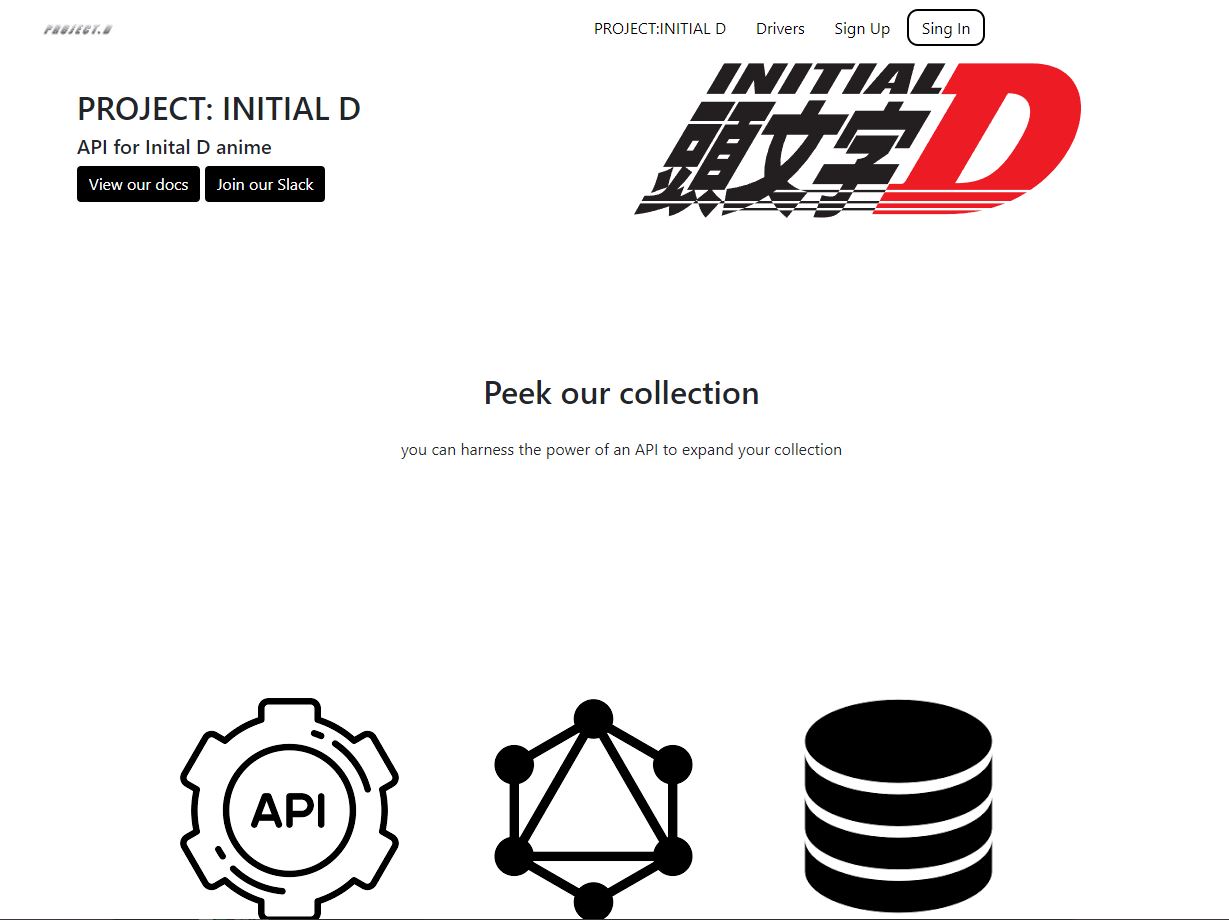 PROJECT.D
PROJECT:INITIAL D
Drivers
Sign Up
Sing In
PROJECT: INITIAL D
API for Inital D anime
View our docs
Join our Slack
INITIAL D
頭文字
Peek our collection
you can harness the power of an API to expand your collection
API